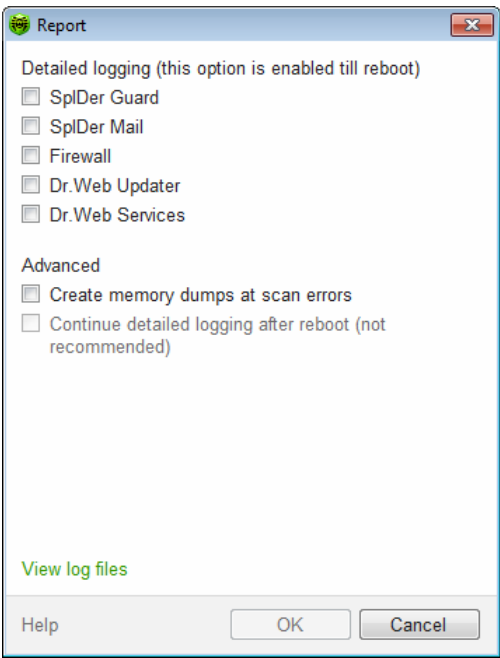 Report
Detailed logging (this option is enabled till reboot)
SpIDer Guard
SpIDer Mail
Firewall
Dr.Web Updater
Dr.Web Services
Advanced
Create memory dumps at scan errors
Continue detailed logging after reboot (not
recommended)
View log files
Help
OK
Cancel